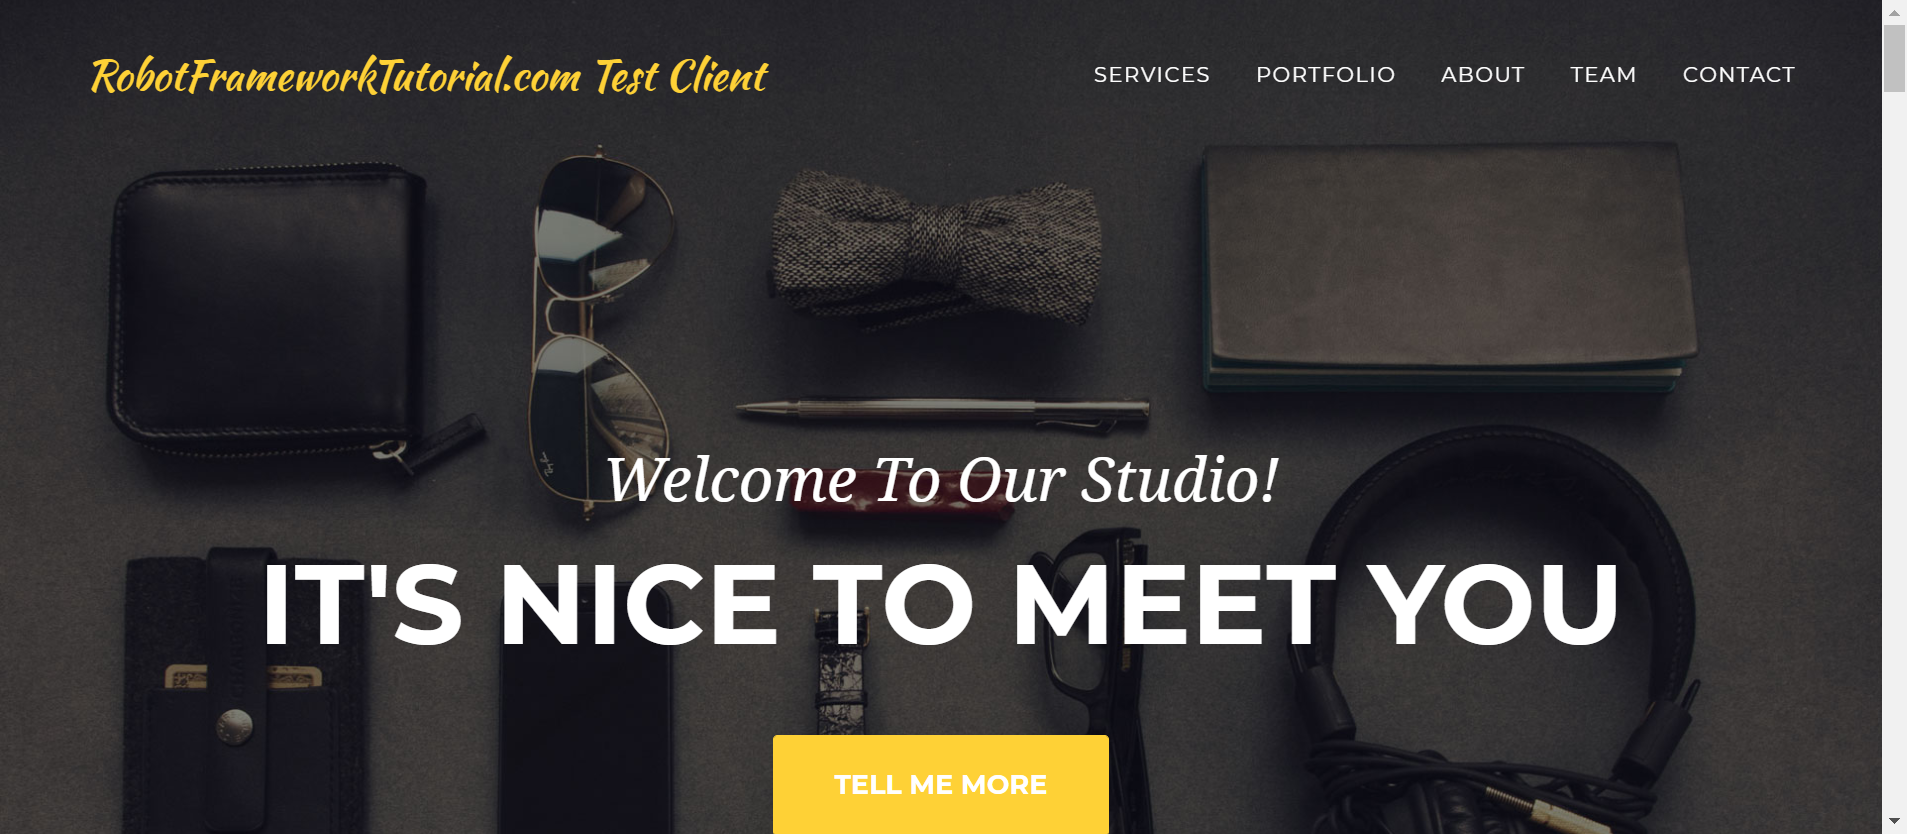 RobotFrameworkTutorial.com Test Client
SERVICES PORTFOLIO ABOUT TEAM CONTACT
Welcome To Our Studio!
IT'S NICE TO MEET YOU
TELL ME MORE